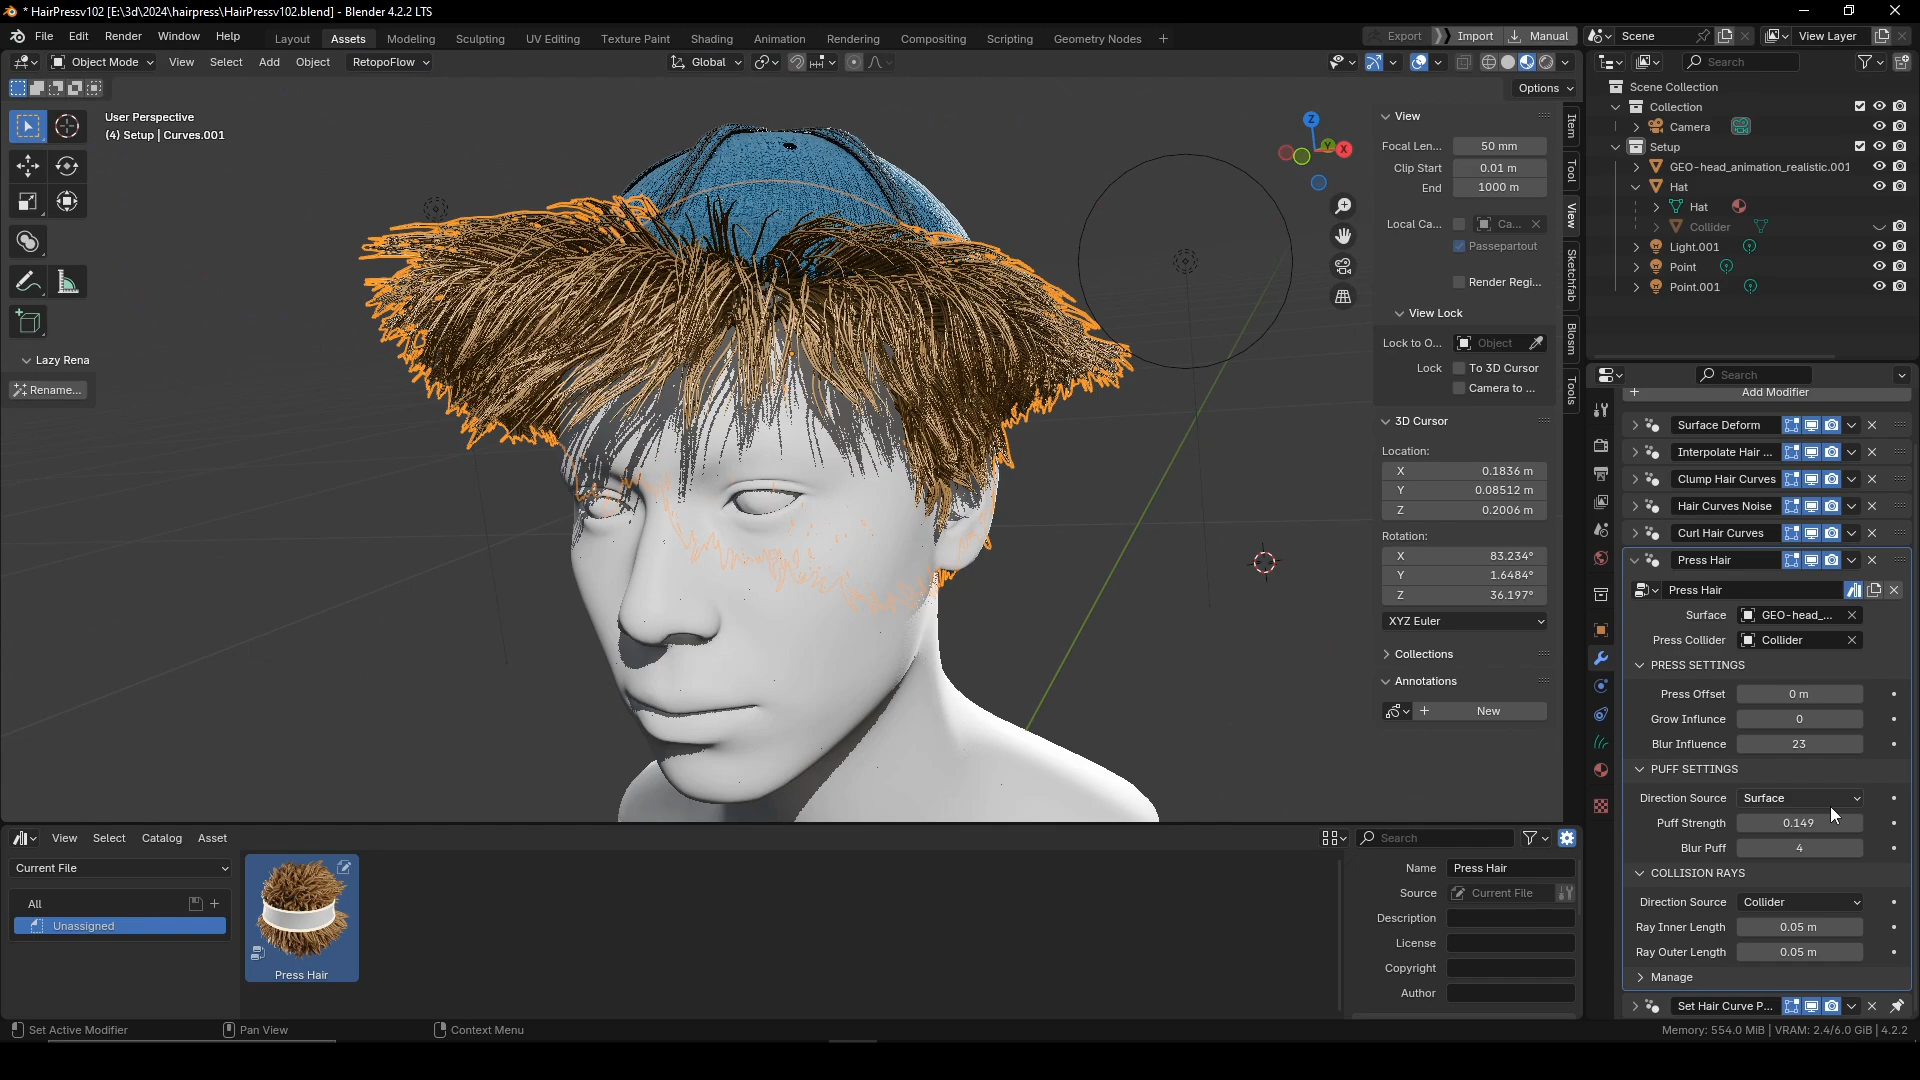 * HairPressv102 [E:\3d\2024\hairpress\HairPressv102.blend] - Blender 4.2.2 LTS
File Edit Render Window Help
Layout Assets Modeling Sculpting UV Editing Texture Paint Shading Animation Rendering Compositing Scripting Geometry Nodes +
Export Import Manual
Scene
View Layer
Object Mode View Select Add Object RetopoFlow
Global
Options
Search
User Perspective
(4) Setup | Curves.001
Lazy Rena
Rename...
Z
Y
X
View
Focal Len... 50 mm
Clip Start 0.01 m
End 1000 m
Local Ca... Ca...
Passepartout
Render Regi...
View Lock
Lock to O... Object
Lock To 3D Cursor
Camera to ...
3D Cursor
Location:
X 0.1836 m
Y 0.08512 m
Z 0.2006 m
Rotation:
X 83.234°
Y 1.6484°
Z 36.197°
XYZ Euler
Collections
Annotations
New
Item
Tool
View
Sketchfab
Blosm
Tools
Scene Collection
Collection
Camera
Setup
GEO-head_animation_realistic.001
Hat
Hat
Collider
Light.001
Point
Point.001
Search
Add Modifier
Surface Deform
Interpolate Hair ...
Clump Hair Curves
Hair Curves Noise
Curl Hair Curves
Press Hair
Press Hair
Surface GEO-head_...
Press Collider Collider
PRESS SETTINGS
Press Offset 0 m
Grow Influnce 0
Blur Influence 23
PUFF SETTINGS
Direction Source Surface
Puff Strength 0.149
Blur Puff 4
COLLISION RAYS
Direction Source Collider
Ray Inner Length 0.05 m
Ray Outer Length 0.05 m
Manage
Set Hair Curve P...
View Select Catalog Asset
Search
Current File
All
Unassigned
Press Hair
Name Press Hair
Source Current File
Description
License
Copyright
Author
Set Active Modifier Pan View Context Menu
Memory: 554.0 MiB | VRAM: 2.4/6.0 GiB | 4.2.2